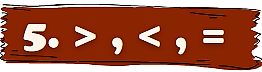 5. > , < , =